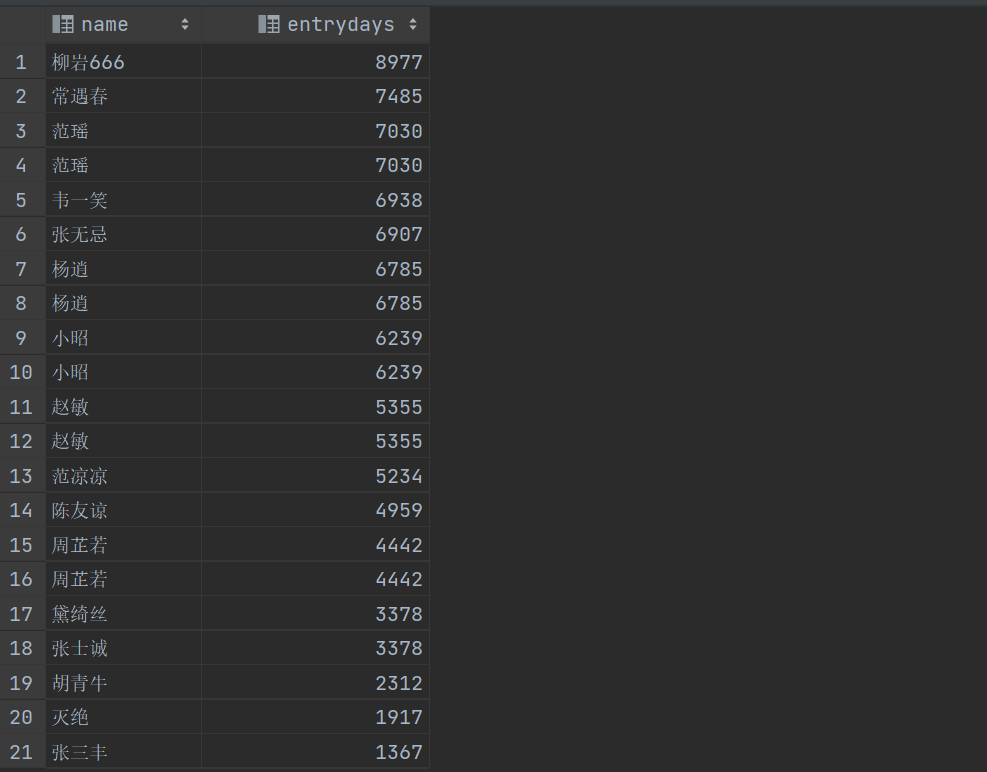 name entrydays
1 柳岩666 8977
2 常遇春 7485
3 范瑶 7030
4 范瑶 7030
5 韦一笑 6938
6 张无忌 6907
7 杨逍 6785
8 杨逍 6785
9 小昭 6239
10 小昭 6239
11 赵敏 5355
12 赵敏 5355
13 范凉凉 5234
14 陈友谅 4959
15 周芷若 4442
16 周芷若 4442
17 黛绮丝 3378
18 张士诚 3378
19 胡青牛 2312
20 灭绝 1917
21 张三丰 1367